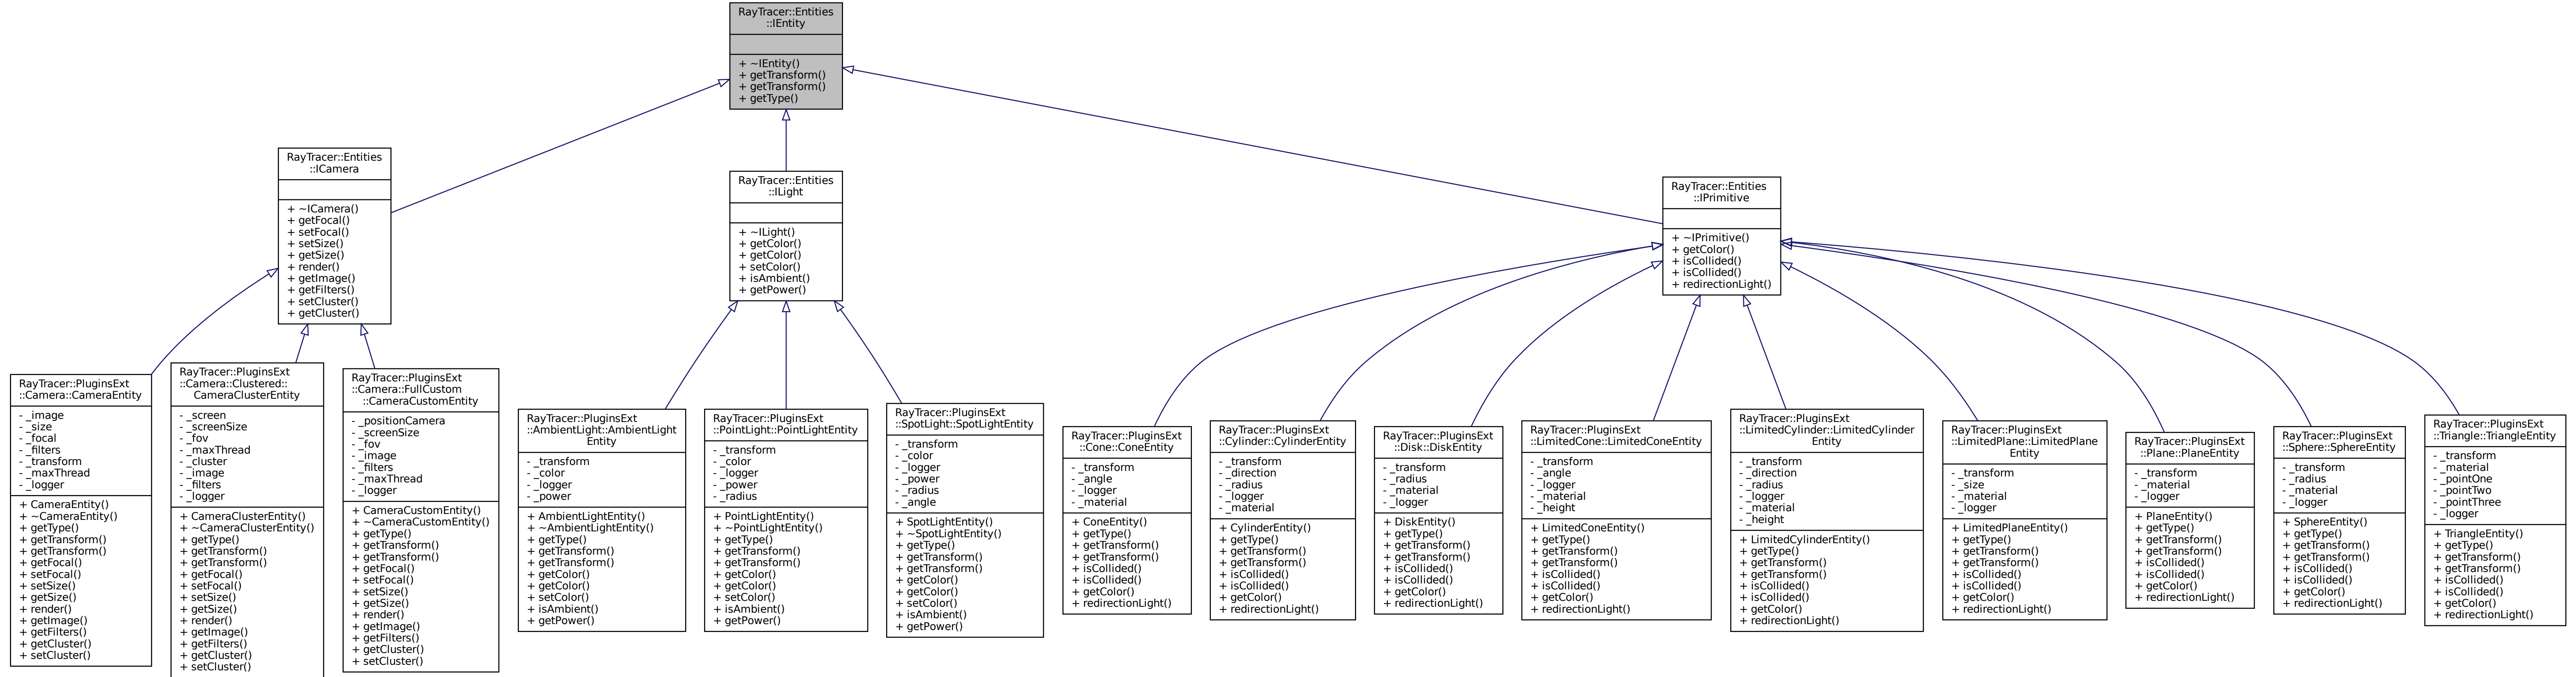 RayTracer::Entities
::IEntity
+ ~IEntity()
+ getTransform()
+ getTransform()
+ getType()
RayTracer::Entities
::ICamera
+ ~ICamera()
+ getFocal()
+ setFocal()
+ setSize()
+ getSize()
+ render()
+ getImage()
+ getFilters()
+ setCluster()
+ getCluster()
RayTracer::Entities
::ILight
+ ~ILight()
+ getColor()
+ getColor()
+ setColor()
+ isAmbient()
+ getPower()
RayTracer::Entities
::IPrimitive
+ ~IPrimitive()
+ getColor()
+ isCollided()
+ isCollided()
+ redirectionLight()
RayTracer::PluginsExt
::Camera::CameraEntity
- _image
- _size
- _focal
- _filters
- _transform
- _maxThread
- _logger
+ CameraEntity()
+ ~CameraEntity()
+ getType()
+ getTransform()
+ getTransform()
+ getFocal()
+ setFocal()
+ setSize()
+ getSize()
+ render()
+ getImage()
+ getFilters()
+ getCluster()
+ setCluster()
RayTracer::PluginsExt
::Camera::Clustered::
CameraClusterEntity
- _screen
- _screenSize
- _fov
- _maxThread
- _cluster
- _image
- _filters
- _logger
+ CameraClusterEntity()
+ ~CameraClusterEntity()
+ getType()
+ getTransform()
+ getTransform()
+ getFocal()
+ setFocal()
+ setSize()
+ getSize()
+ render()
+ getImage()
+ getFilters()
+ getCluster()
+ setCluster()
RayTracer::PluginsExt
::Camera::FullCustom
::CameraCustomEntity
- _positionCamera
- _screenSize
- _fov
- _image
- _filters
- _maxThread
- _logger
+ CameraCustomEntity()
+ ~CameraCustomEntity()
+ getType()
+ getTransform()
+ getTransform()
+ getFocal()
+ setFocal()
+ setSize()
+ getSize()
+ render()
+ getImage()
+ getFilters()
+ getCluster()
+ setCluster()
RayTracer::PluginsExt
::AmbientLight::AmbientLight
Entity
- _transform
- _color
- _logger
- _power
+ AmbientLightEntity()
+ ~AmbientLightEntity()
+ getType()
+ getTransform()
+ getTransform()
+ getColor()
+ getColor()
+ setColor()
+ isAmbient()
+ getPower()
RayTracer::PluginsExt
::PointLight::PointLightEntity
- _transform
- _color
- _logger
- _power
- _radius
+ PointLightEntity()
+ ~PointLightEntity()
+ getType()
+ getTransform()
+ getTransform()
+ getColor()
+ getColor()
+ setColor()
+ isAmbient()
+ getPower()
RayTracer::PluginsExt
::SpotLight::SpotLightEntity
- _transform
- _color
- _logger
- _power
- _radius
- _angle
+ SpotLightEntity()
+ ~SpotLightEntity()
+ getType()
+ getTransform()
+ getTransform()
+ getColor()
+ getColor()
+ setColor()
+ isAmbient()
+ getPower()
RayTracer::PluginsExt
::Cone::ConeEntity
- _transform
- _angle
- _logger
- _material
+ ConeEntity()
+ getType()
+ getTransform()
+ getTransform()
+ isCollided()
+ isCollided()
+ getColor()
+ redirectionLight()
RayTracer::PluginsExt
::Cylinder::CylinderEntity
- _transform
- _direction
- _radius
- _logger
- _material
+ CylinderEntity()
+ getType()
+ getTransform()
+ getTransform()
+ isCollided()
+ isCollided()
+ getColor()
+ redirectionLight()
RayTracer::PluginsExt
::Disk::DiskEntity
- _transform
- _radius
- _material
- _logger
+ DiskEntity()
+ getType()
+ getTransform()
+ getTransform()
+ isCollided()
+ isCollided()
+ getColor()
+ redirectionLight()
RayTracer::PluginsExt
::LimitedCone::LimitedConeEntity
- _transform
- _angle
- _logger
- _material
- _height
+ LimitedConeEntity()
+ getType()
+ getTransform()
+ getTransform()
+ isCollided()
+ isCollided()
+ getColor()
+ redirectionLight()
RayTracer::PluginsExt
::LimitedCylinder::LimitedCylinder
Entity
- _transform
- _direction
- _radius
- _logger
- _material
- _height
+ LimitedCylinderEntity()
+ getType()
+ getTransform()
+ getTransform()
+ isCollided()
+ isCollided()
+ getColor()
+ redirectionLight()
RayTracer::PluginsExt
::LimitedPlane::LimitedPlane
Entity
- _transform
- _size
- _material
- _logger
+ LimitedPlaneEntity()
+ getType()
+ getTransform()
+ getTransform()
+ isCollided()
+ isCollided()
+ getColor()
+ redirectionLight()
RayTracer::PluginsExt
::Plane::PlaneEntity
- _transform
- _material
- _logger
+ PlaneEntity()
+ getType()
+ getTransform()
+ getTransform()
+ isCollided()
+ isCollided()
+ getColor()
+ redirectionLight()
RayTracer::PluginsExt
::Sphere::SphereEntity
- _transform
- _radius
- _material
- _logger
+ SphereEntity()
+ getType()
+ getTransform()
+ getTransform()
+ isCollided()
+ isCollided()
+ getColor()
+ redirectionLight()
RayTracer::PluginsExt
::Triangle::TriangleEntity
- _transform
- _material
- _pointOne
- _pointTwo
- _pointThree
- _logger
+ TriangleEntity()
+ getType()
+ getTransform()
+ getTransform()
+ isCollided()
+ isCollided()
+ getColor()
+ redirectionLight()